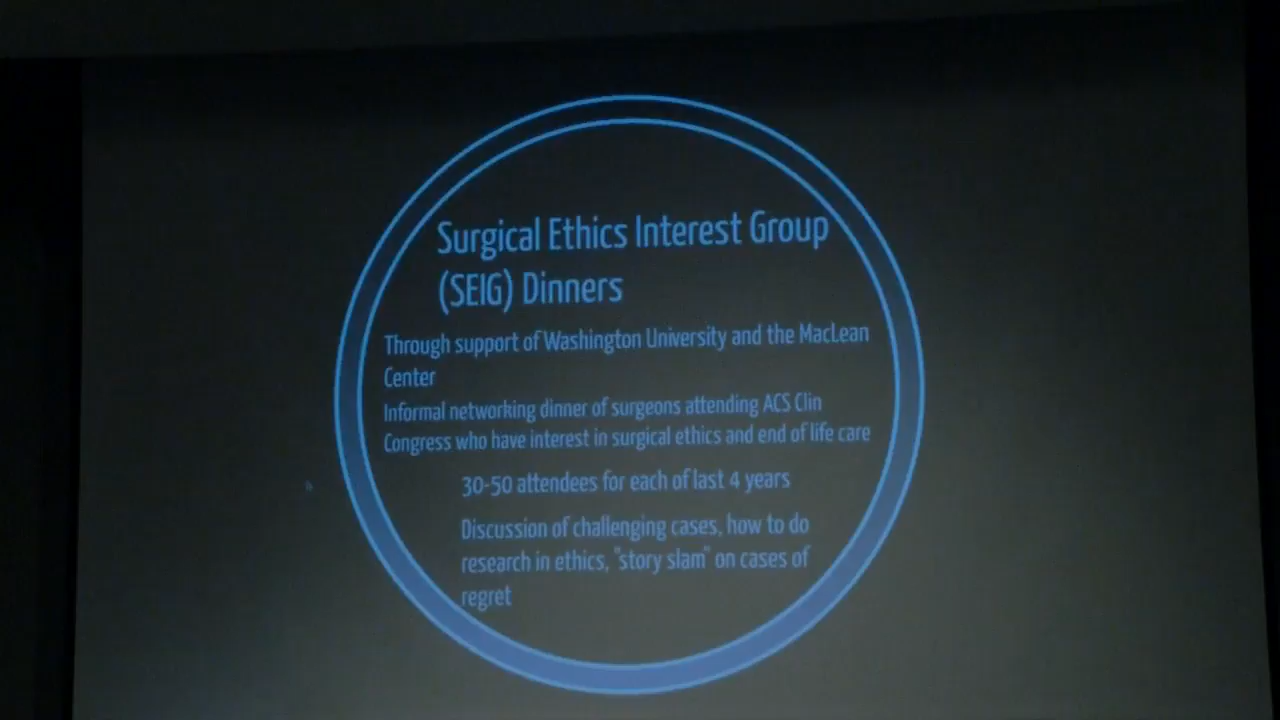 Surgical Ethics Interest Group
(SEIG) Dinners
Through support of Washington University and the MacLean
Center
Informal networking dinner of surgeons attending ACS Clin
Congress who have interest in surgical ethics and end of life care
30-50 attendees for each of last 4 years
Discussion of challenging cases, how to do
research in ethics, "story slam" on cases of
regret